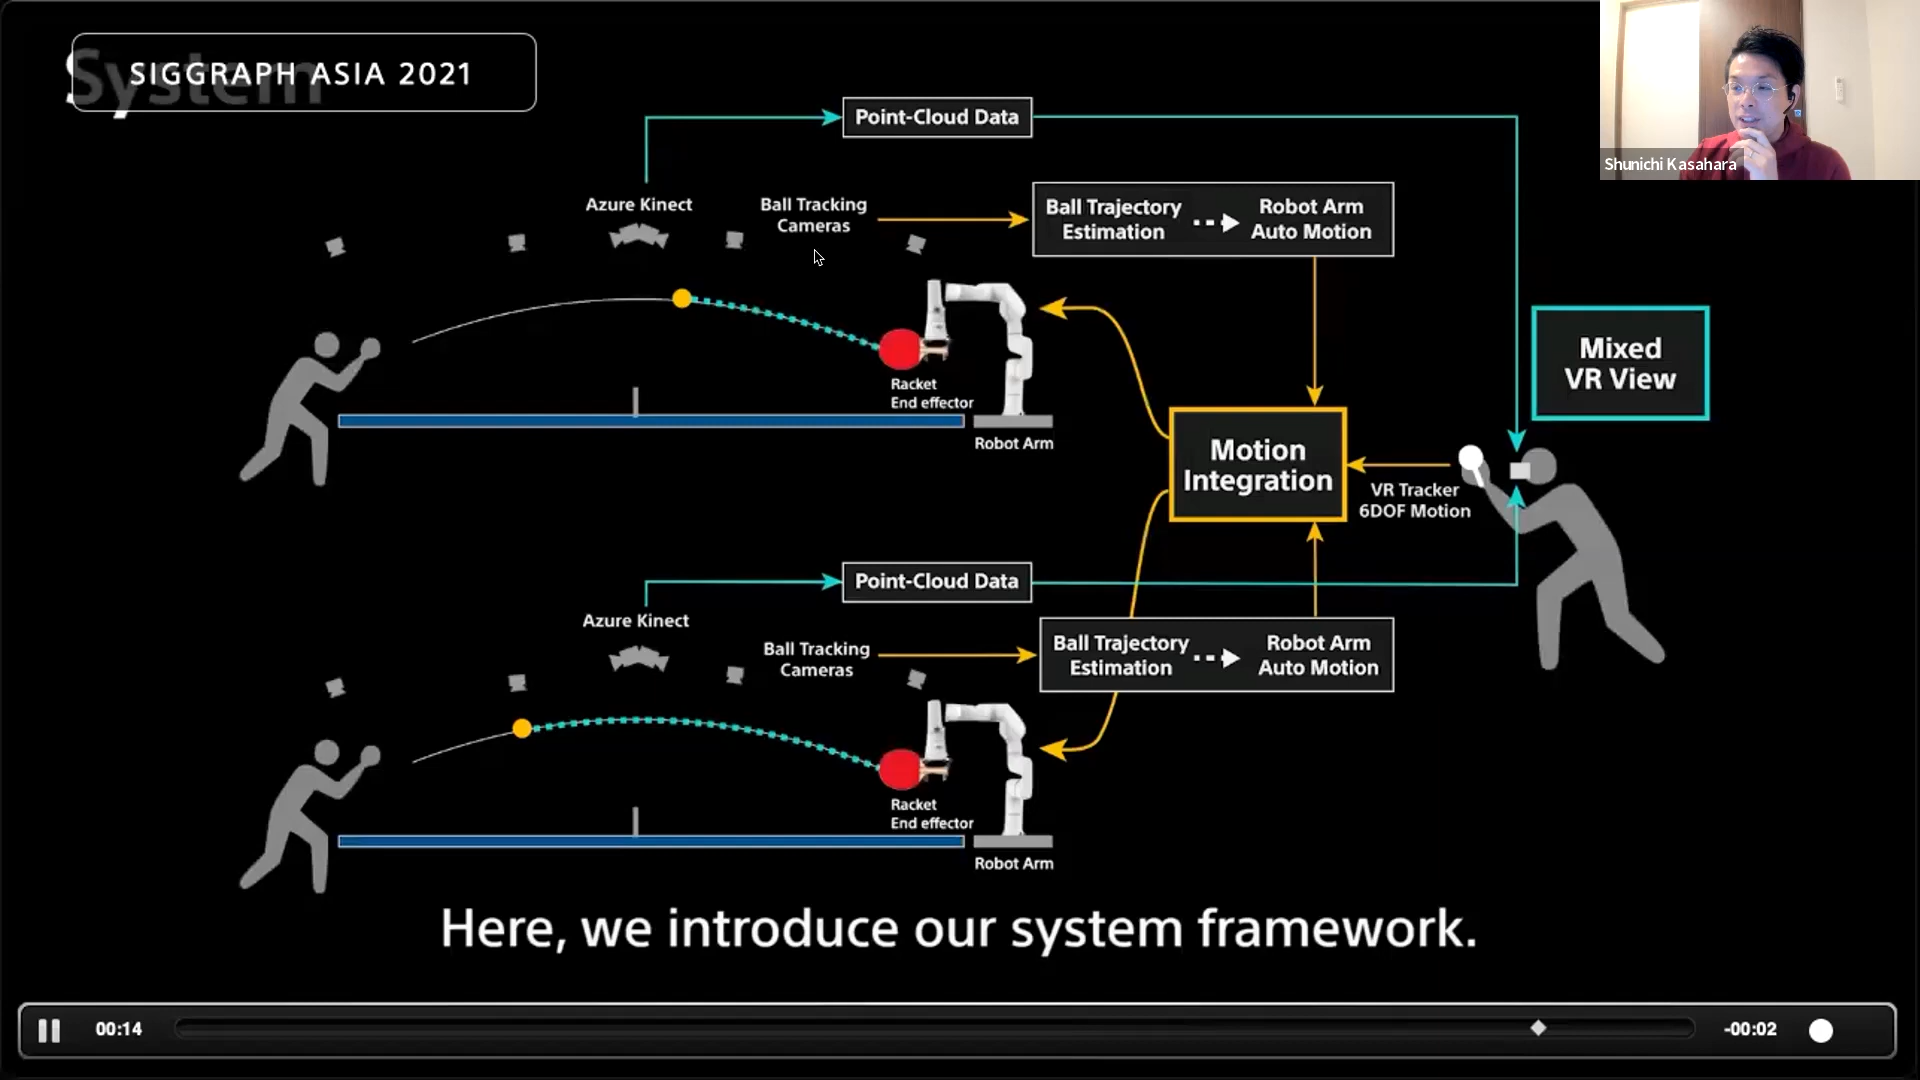 System
SIGGRAPH ASIA 2021
Point-Cloud Data
Shunichi Kasahara
Azure Kinect
Ball Tracking
Cameras
Ball Trajectory
Estimation
Robot Arm
Auto Motion
Racket
End effector
Robot Arm
Mixed
VR View
Motion
Integration
VR Tracker
6DOF Motion
Point-Cloud Data
Azure Kinect
Ball Tracking
Cameras
Ball Trajectory
Estimation
Robot Arm
Auto Motion
Racket
End effector
Robot Arm
Here, we introduce our system framework.
00:14
-00:02